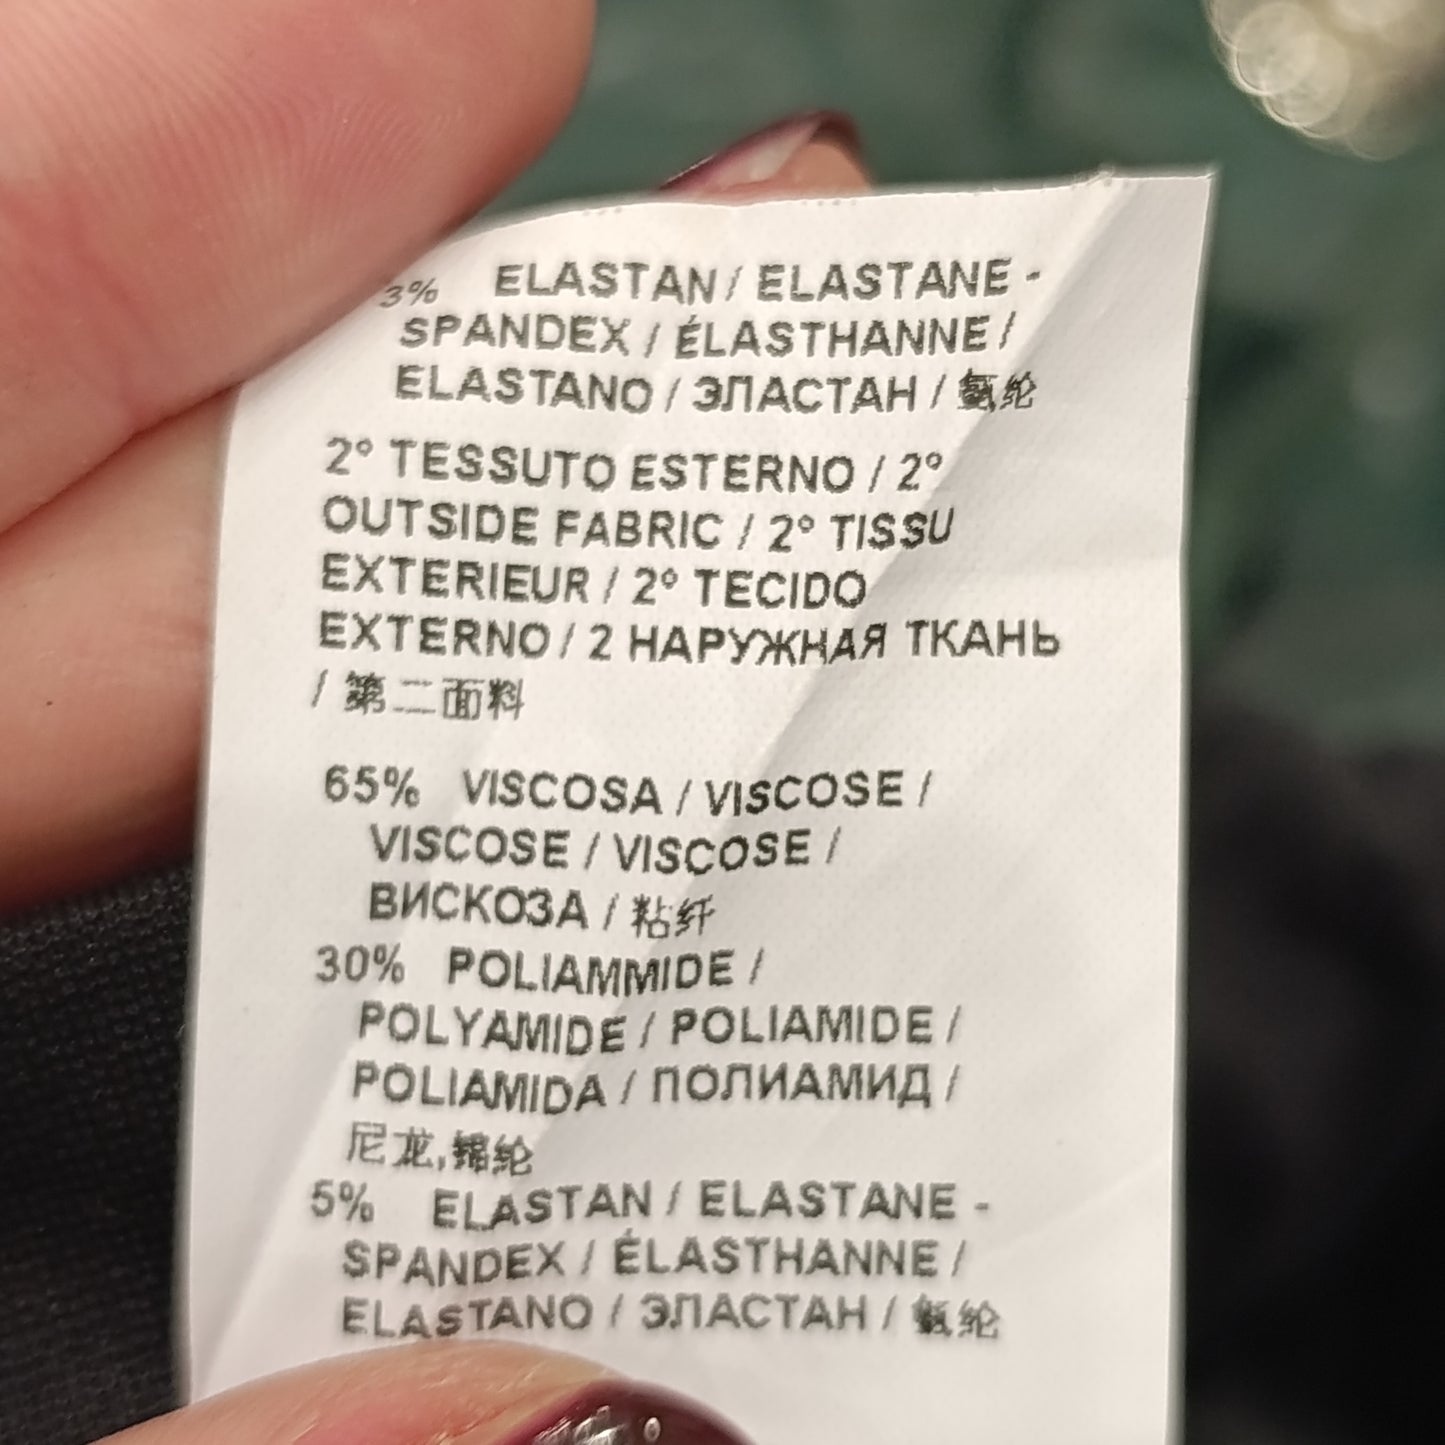 3% ELASTAN / ELASTANE -
SPANDEX / ÉLASTHANNE /
ELASTANO / ЭЛАСТАН / 氨纶
2° TESSUTO ESTERNO / 2°
OUTSIDE FABRIC / 2° TISSU
EXTERIEUR / 2° TECIDO
EXTERNO / 2 НАРУЖНАЯ ТКАНЬ
/ 第二面料
65% VISCOSA / VISCOSE /
VISCOSE / VISCOSE /
ВИСКОЗА / 粘纤
30% POLIAMMIDE /
POLYAMIDE / POLIAMIDE /
POLIAMIDA / ПОЛИАМИД /
尼龙,锦纶
5% ELASTAN / ELASTANE -
SPANDEX / ÉLASTHANNE /
ELASTANO / ЭЛАСТАН / 氨纶